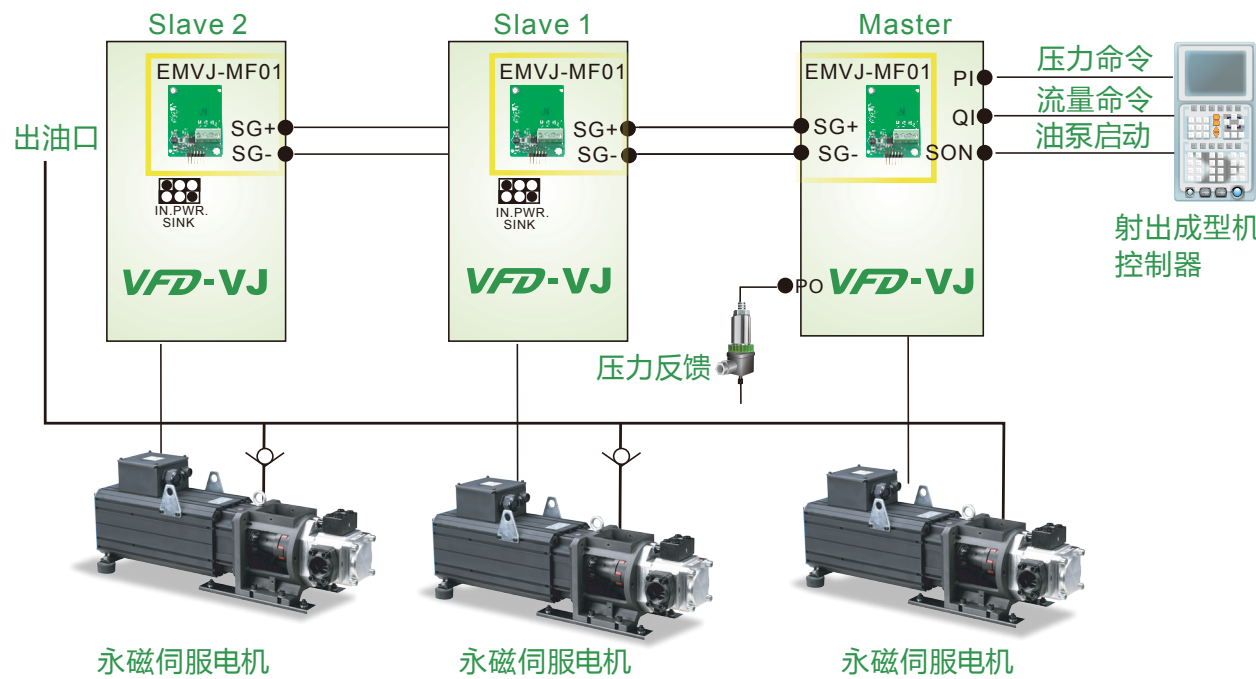 Slave 2
Slave 1
Master
EMVJ-MF01
SG+
SG-
IN.PWR.
SINK
VFD-VJ
EMVJ-MF01
SG+
SG-
IN.PWR.
SINK
VFD-VJ
EMVJ-MF01
SG+
SG-
PI
QI
SON
PO
VFD-VJ
压力命令
流量命令
油泵启动
射出成型机
控制器
出油口
压力反馈
永磁伺服电机
永磁伺服电机
永磁伺服电机